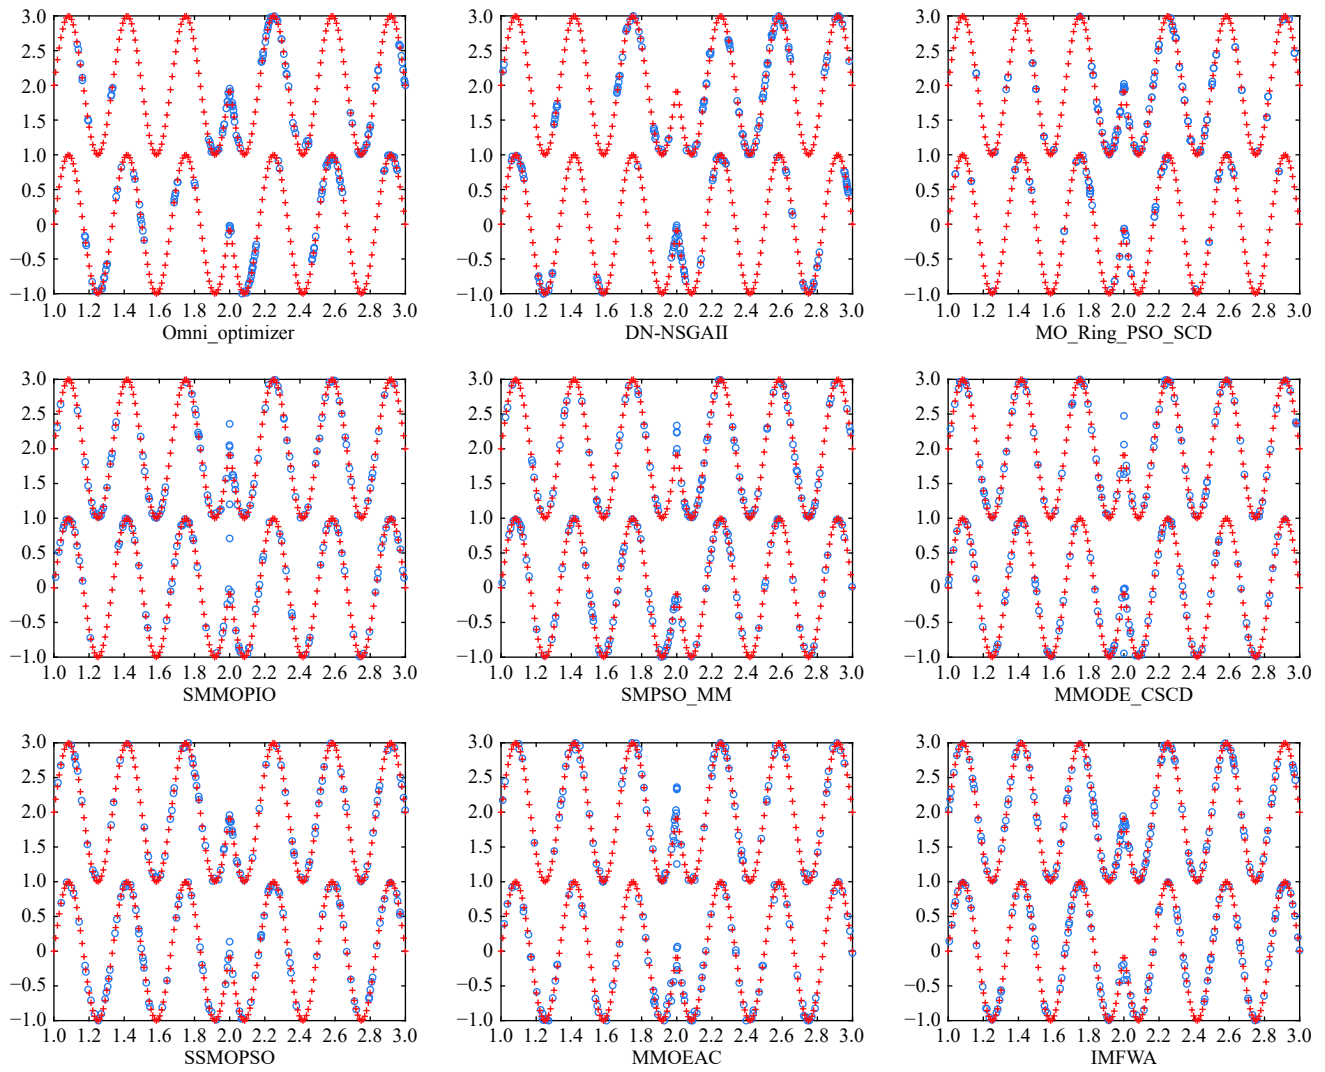 3.0 3.0 3.0
2.5 2.5 2.5
2.0 2.0 2.0
1.5 1.5 1.5
1.0 1.0 1.0
0.5 0.5 0.5
0 0 0
−0.5 −0.5 −0.5
−1.0 −1.0 −1.0
1.0 1.2 1.4 1.6 1.8 2.0 2.2 2.4 2.6 2.8 3.0 1.0 1.2 1.4 1.6 1.8 2.0 2.2 2.4 2.6 2.8 3.0 1.0 1.2 1.4 1.6 1.8 2.0 2.2 2.4 2.6 2.8 3.0
Omni_optimizer DN-NSGAII MO_Ring_PSO_SCD
3.0 3.0 3.0
2.5 2.5 2.5
2.0 2.0 2.0
1.5 1.5 1.5
1.0 1.0 1.0
0.5 0.5 0.5
0 0 0
−0.5 −0.5 −0.5
−1.0 −1.0 −1.0
1.0 1.2 1.4 1.6 1.8 2.0 2.2 2.4 2.6 2.8 3.0 1.0 1.2 1.4 1.6 1.8 2.0 2.2 2.4 2.6 2.8 3.0 1.0 1.2 1.4 1.6 1.8 2.0 2.2 2.4 2.6 2.8 3.0
SMMOPIO SMPSO_MM MMODE_CSCD
3.0 3.0 3.0
2.5 2.5 2.5
2.0 2.0 2.0
1.5 1.5 1.5
1.0 1.0 1.0
0.5 0.5 0.5
0 0 0
−0.5 −0.5 −0.5
−1.0 −1.0 −1.0
1.0 1.2 1.4 1.6 1.8 2.0 2.2 2.4 2.6 2.8 3.0 1.0 1.2 1.4 1.6 1.8 2.0 2.2 2.4 2.6 2.8 3.0 1.0 1.2 1.4 1.6 1.8 2.0 2.2 2.4 2.6 2.8 3.0
SSMOPSO MMOEAC IMFWA